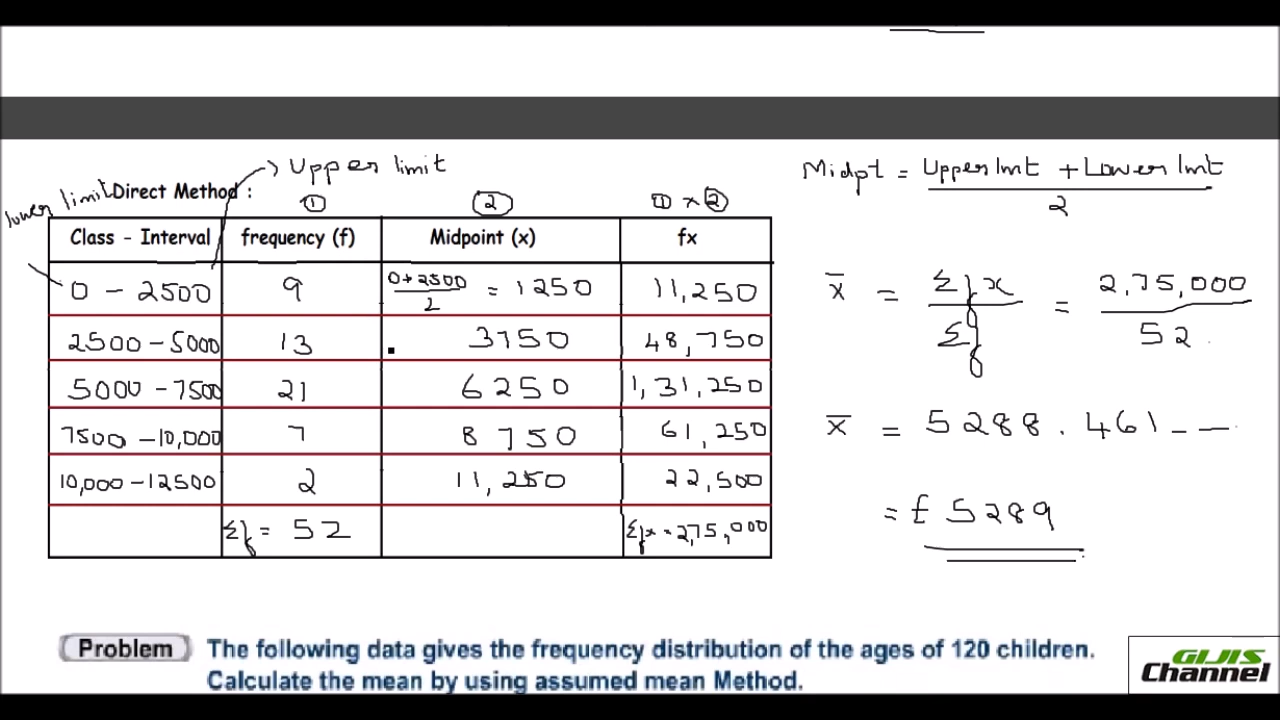 Upper limit
lower limit
Direct Method :
① ② ① × ②
Class - Interval frequency (f) Midpoint (x) fx
0 - 2500 9 0+2500/2 = 1250 11,250
2500 - 5000 13 3750 48,750
5000 - 7500 21 6250 1,31,250
7500 - 10,000 7 8750 61,250
10,000 - 12500 2 11,250 22,500
Σf = 52 Σfx = 2,75,000
Midpt = Upper lmt + Lower lmt / 2
x̄ = Σfx / Σf = 2,75,000 / 52
x̄ = 5288.461 - -
= £ 5289
Problem The following data gives the frequency distribution of the ages of 120 children.
Calculate the mean by using assumed mean Method.
GIJIS
Channel